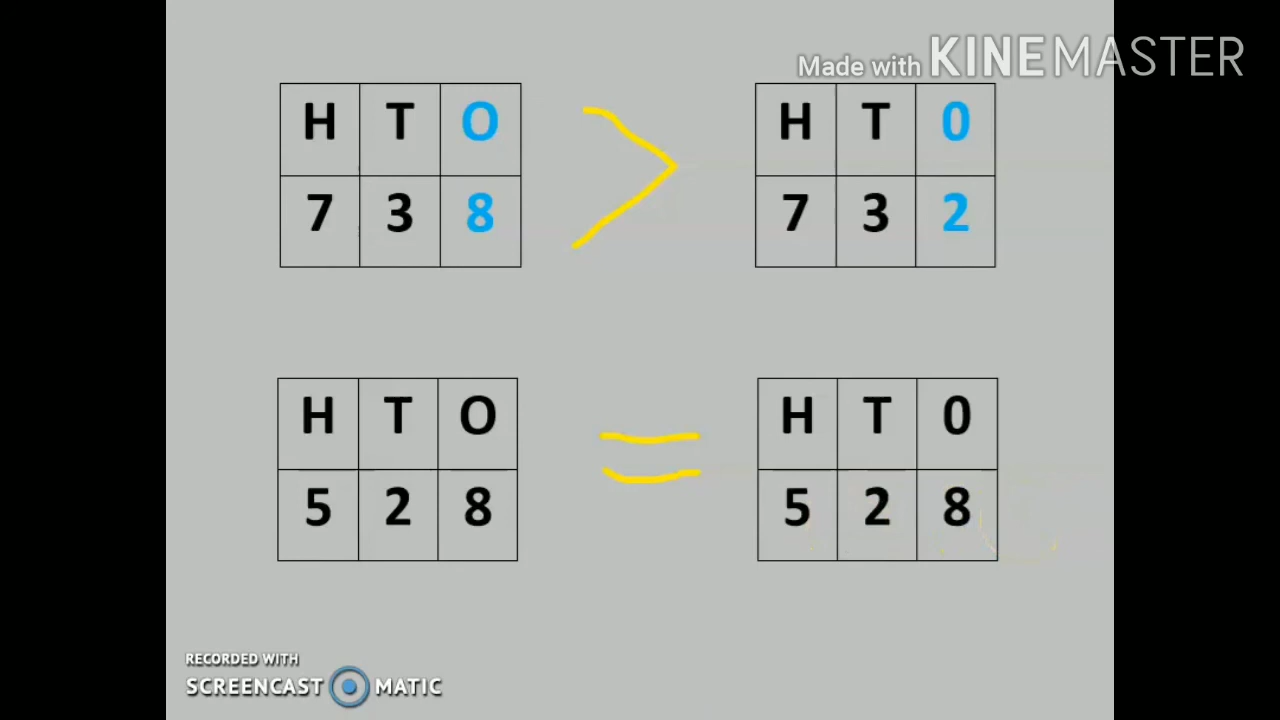 Made with KINEMASTER
H T O > H T 0
7 3 8 7 3 2
H T O = H T 0
5 2 8 5 2 8
RECORDED WITH
SCREENCAST MATIC